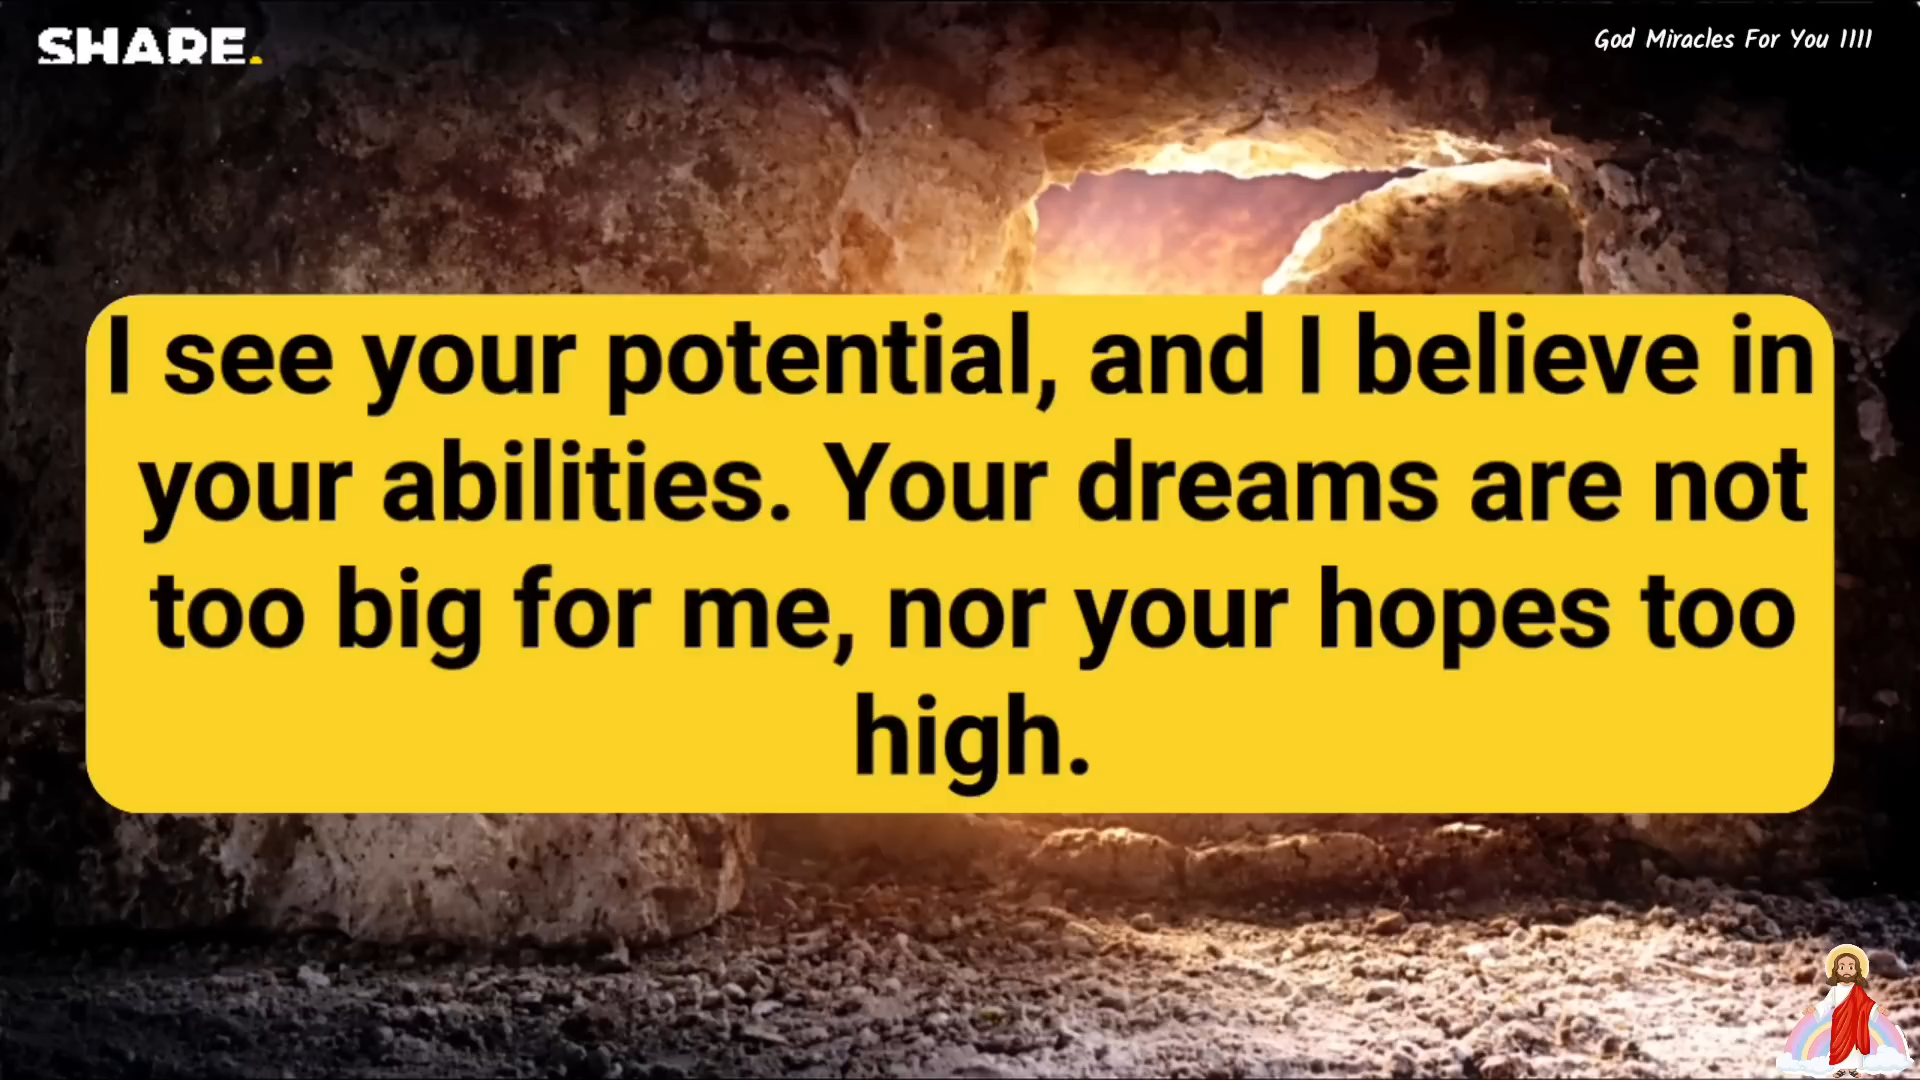 SHARE.
God Miracles For You 1111
I see your potential, and I believe in
your abilities. Your dreams are not
too big for me, nor your hopes too
high.